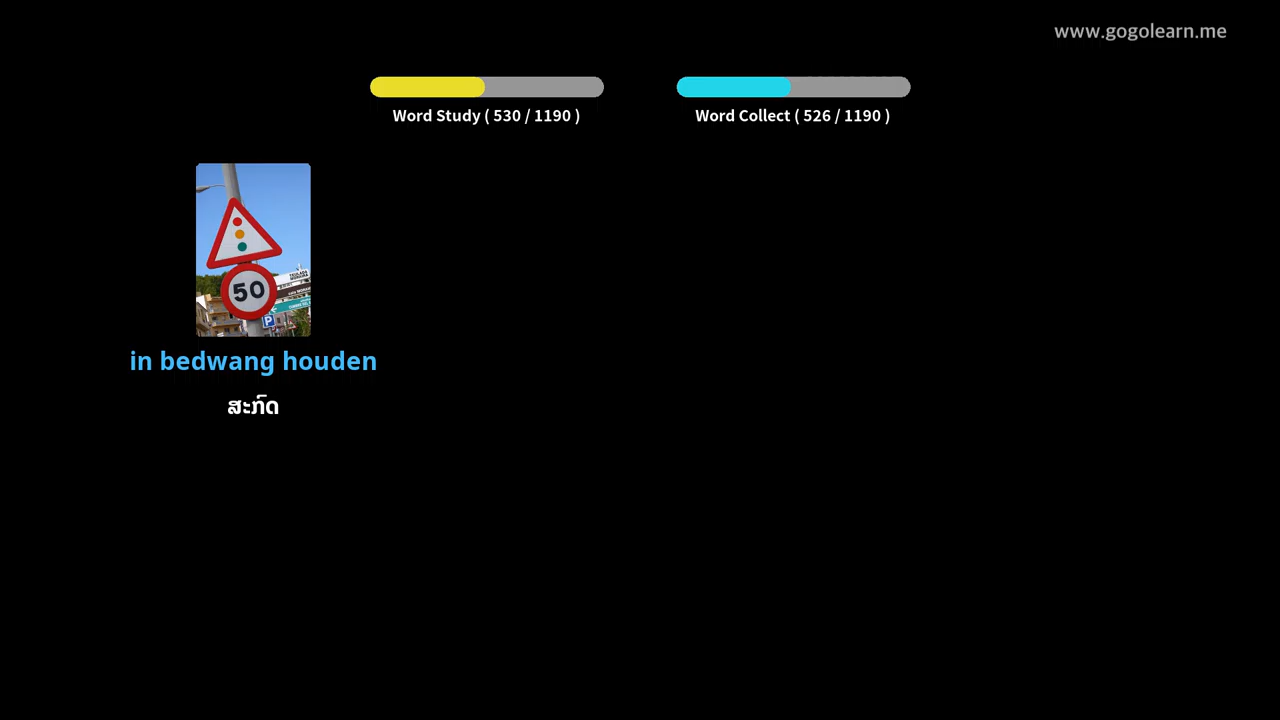 www.gogolearn.me
Word Study ( 530 / 1190 )
Word Collect ( 526 / 1190 )
50
P
in bedwang houden
ສະກົດ